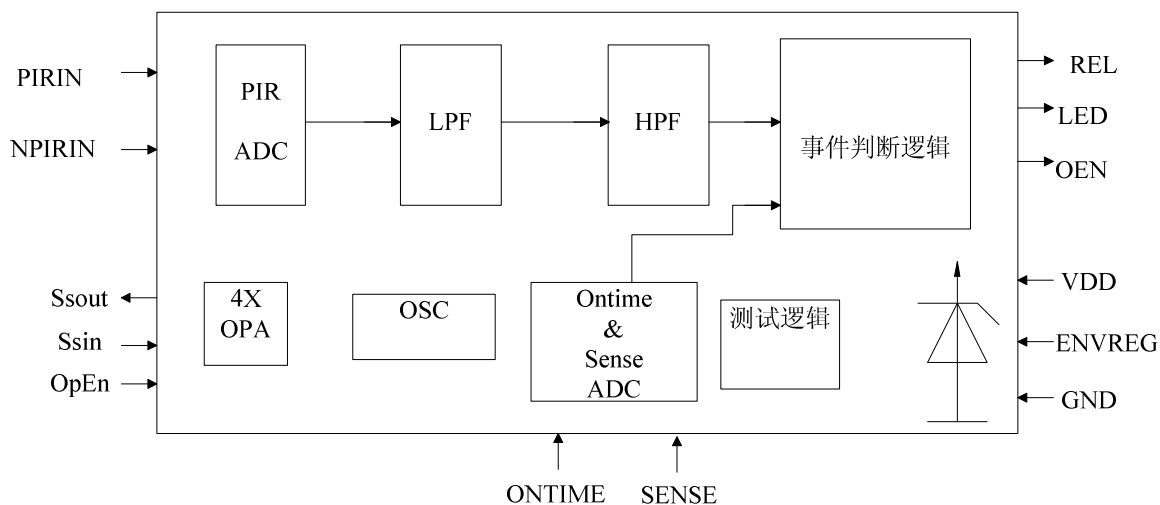 PIRIN
NPIRIN
PIR
ADC
LPF
HPF
事件判断逻辑
REL
LED
OEN
Ssout
Ssin
OpEn
4X
OPA
OSC
Ontime
&
Sense
ADC
测试逻辑
VDD
ENVREG
GND
ONTIME
SENSE